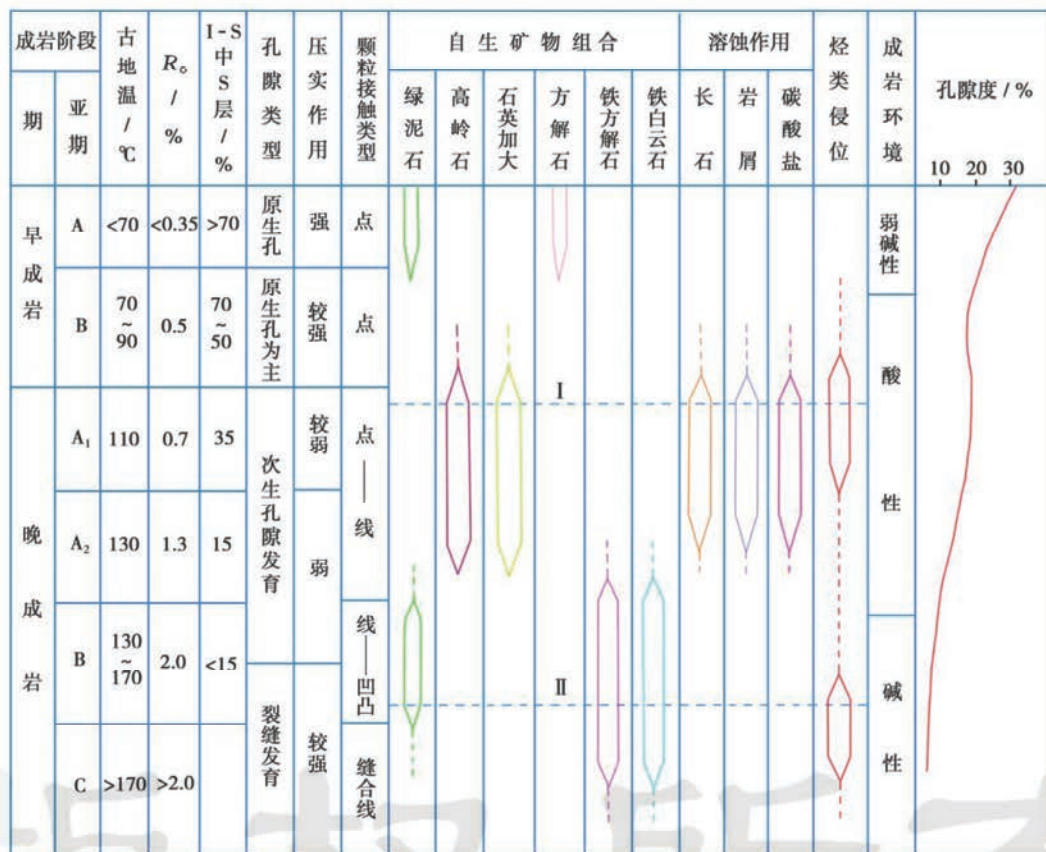 成岩阶段
期
亚期
古地温/℃
Rₒ/%
I-S中S层/%
孔隙类型
压实作用
颗粒接触类型
自生矿物组合
绿泥石
高岭石
石英加大
方解石
铁方解石
铁白云石
溶蚀作用
长石
岩屑
碳酸盐
烃类侵位
成岩环境
孔隙度/%
10 20 30
早成岩
A
<70
<0.35
>70
原生孔
强
点
弱碱性
B
70~90
0.5
70~50
原生孔为主
较强
点
I
酸性
晚成岩
A₁
110
0.7
35
次生孔隙发育
较弱
点——线
A₂
130
1.3
15
弱
B
130~170
2.0
<15
线——凹凸
II
碱性
裂缝发育
较强
C
>170
>2.0
缝合线